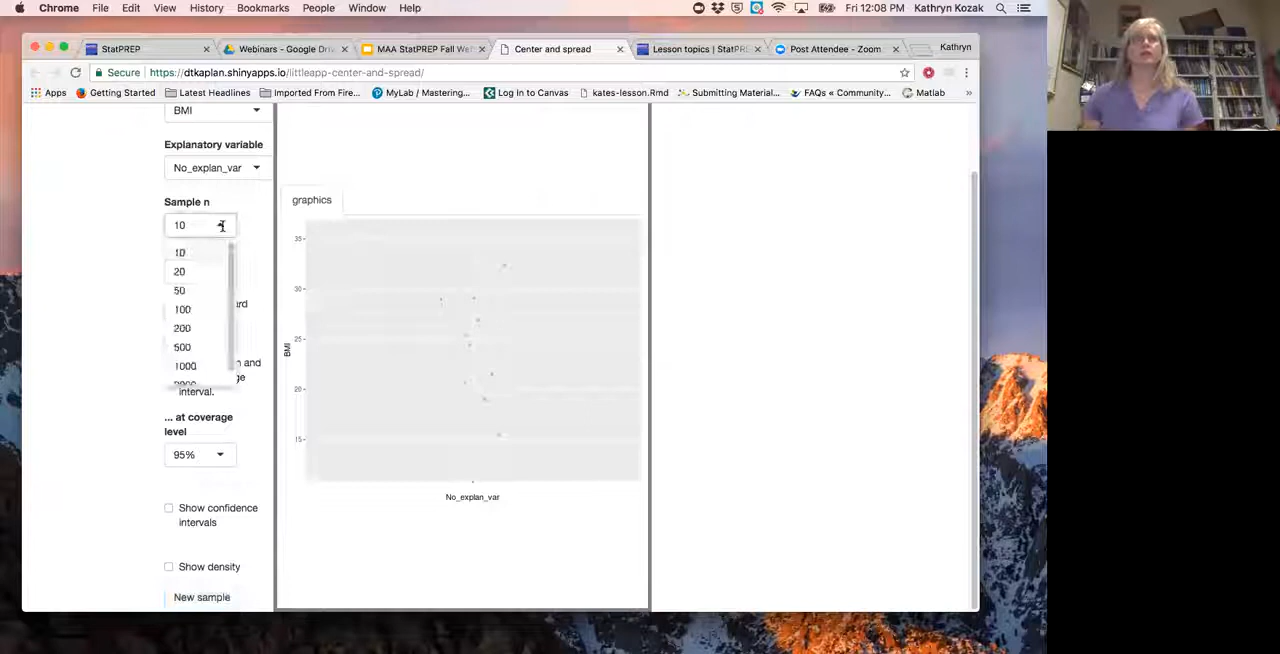 Chrome File Edit View History Bookmarks People Window Help Fri 12:08 PM Kathryn Kozak
StatPREP Webinars - Google Dri MAA StatPREP Fall We Center and spread Lesson topics | StatPR Post Attendee - Zoom Kathryn
Secure https://dtkaplan.shinyapps.io/littleapp-center-and-spread/
Apps Getting Started Latest Headlines Imported From Fire... MyLab / Mastering... Log In to Canvas kates-lesson.Rmd Submitting Material... FAQs « Community... Matlab »
BMI
Explanatory variable
No_explan_var
Sample n
10
10
20
50
100
200
500
1000
interval.
... at coverage
level
95%
Show confidence
intervals
Show density
New sample
graphics
35
30
25
20
15
BMI
No_explan_var